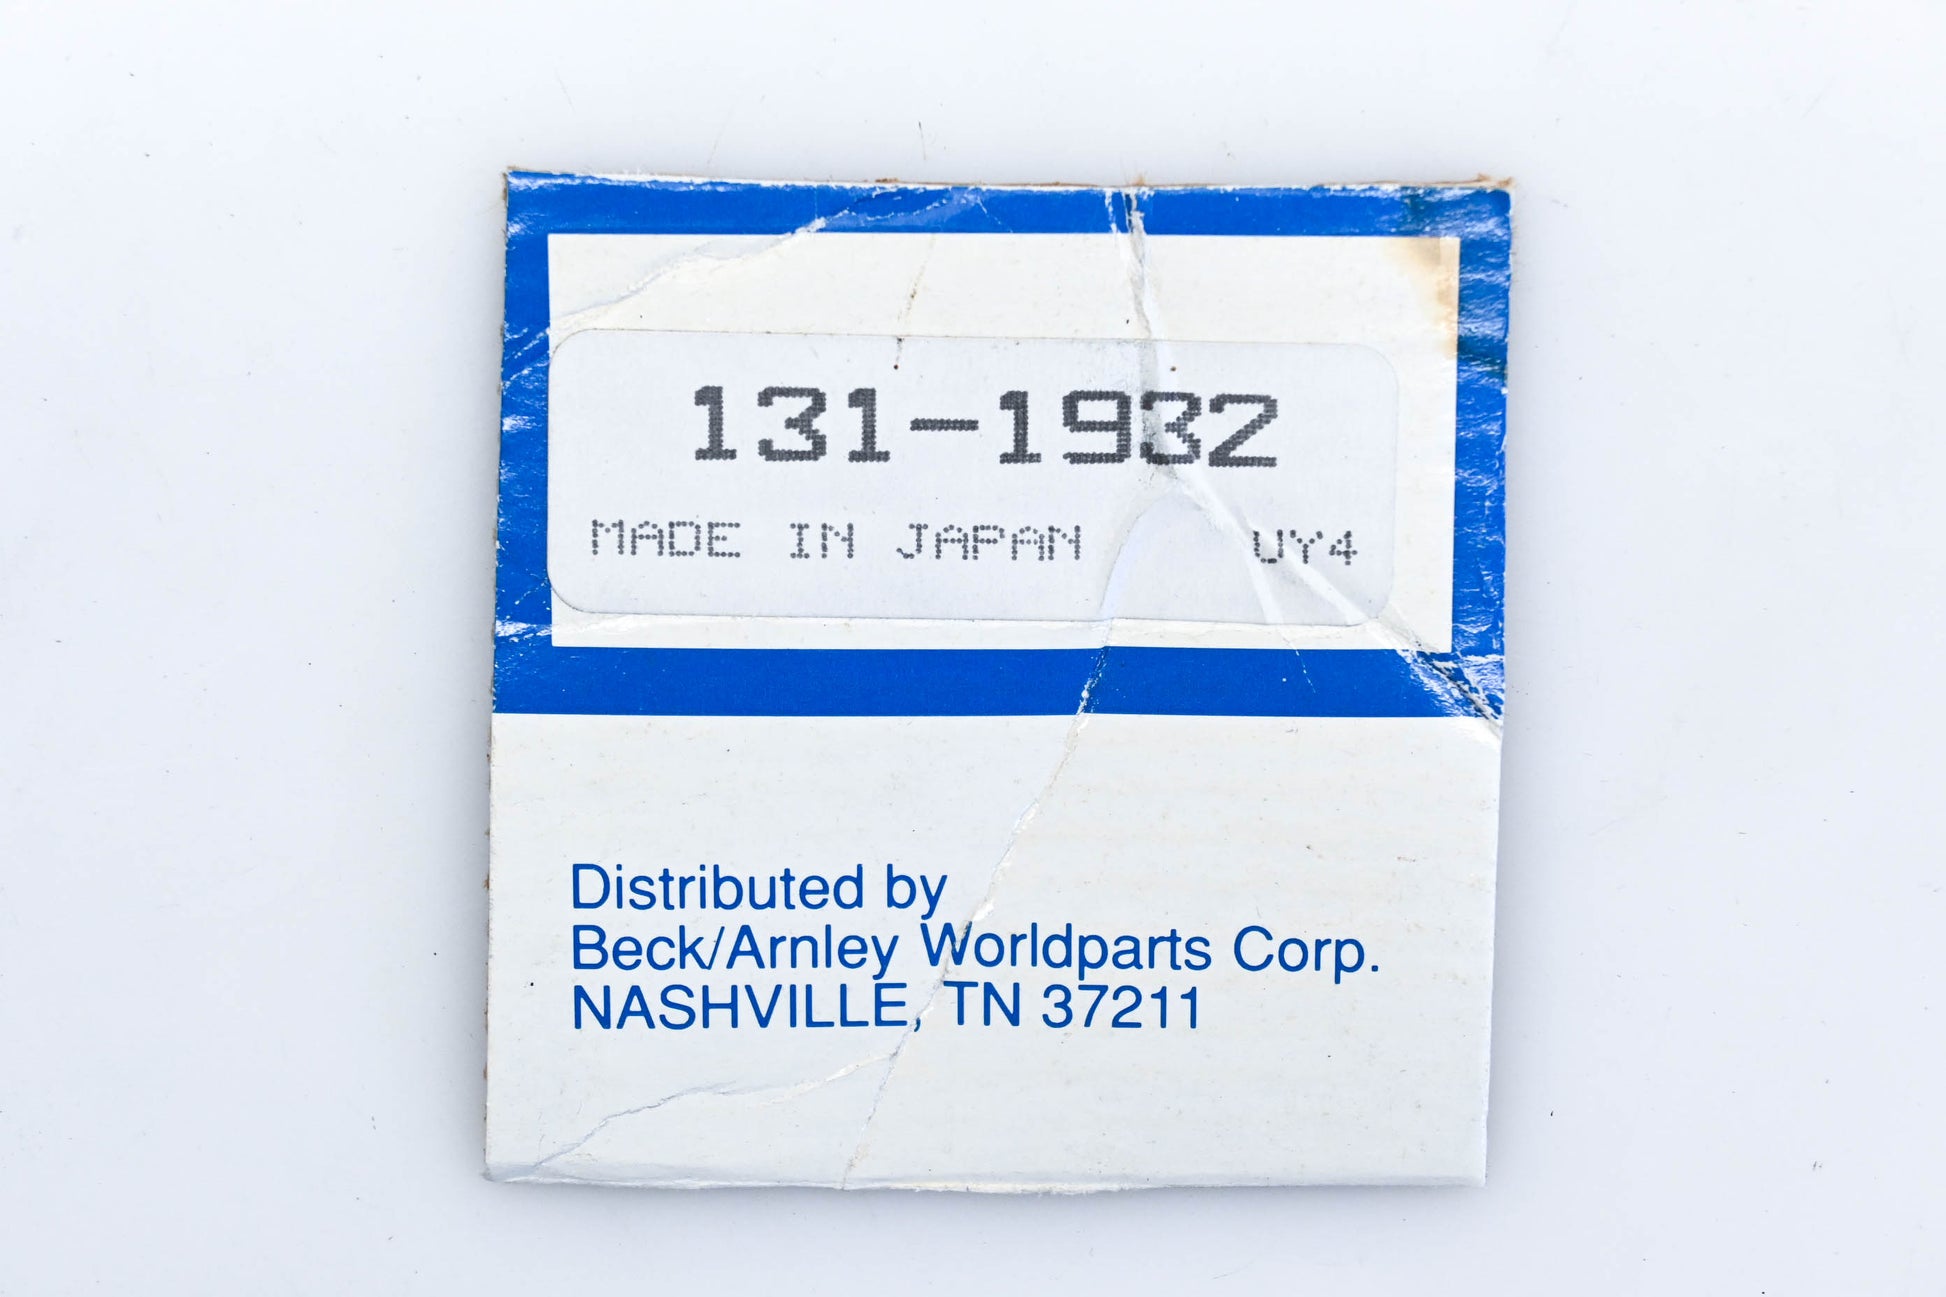 131-1932
MADE IN JAPAN UY4
Distributed by
Beck/Arnley Worldparts Corp.
NASHVILLE, TN 37211